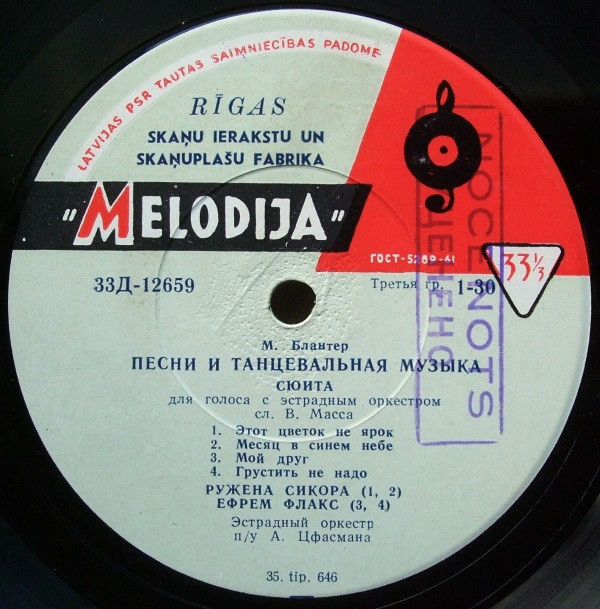 LATVIJAS PSR TAUTAS SAIMNIECĪBAS PADOME
RĪGAS
SKAŅU IERAKSTU UN
SKAŅUPLAŠU FABRIKA
"MELODIJA"
ГОСТ-5289-61
33⅓
33Д-12659
Третья гр. 1-30
М. Блантер
ПЕСНИ И ТАНЦЕВАЛЬНАЯ МУЗЫКА
СЮИТА
для голоса с эстрадным оркестром
сл. В. Масса
1. Этот цветок не ярок
2. Месяц в синем небе
3. Мой друг
4. Грустить не надо
РУЖЕНА СИКОРА (1, 2)
ЕФРЕМ ФЛАКС (3, 4)
Эстрадный оркестр
п/у А. Цфасмана
35. tip. 646
NOCENOTS
УЦЕНЕНО